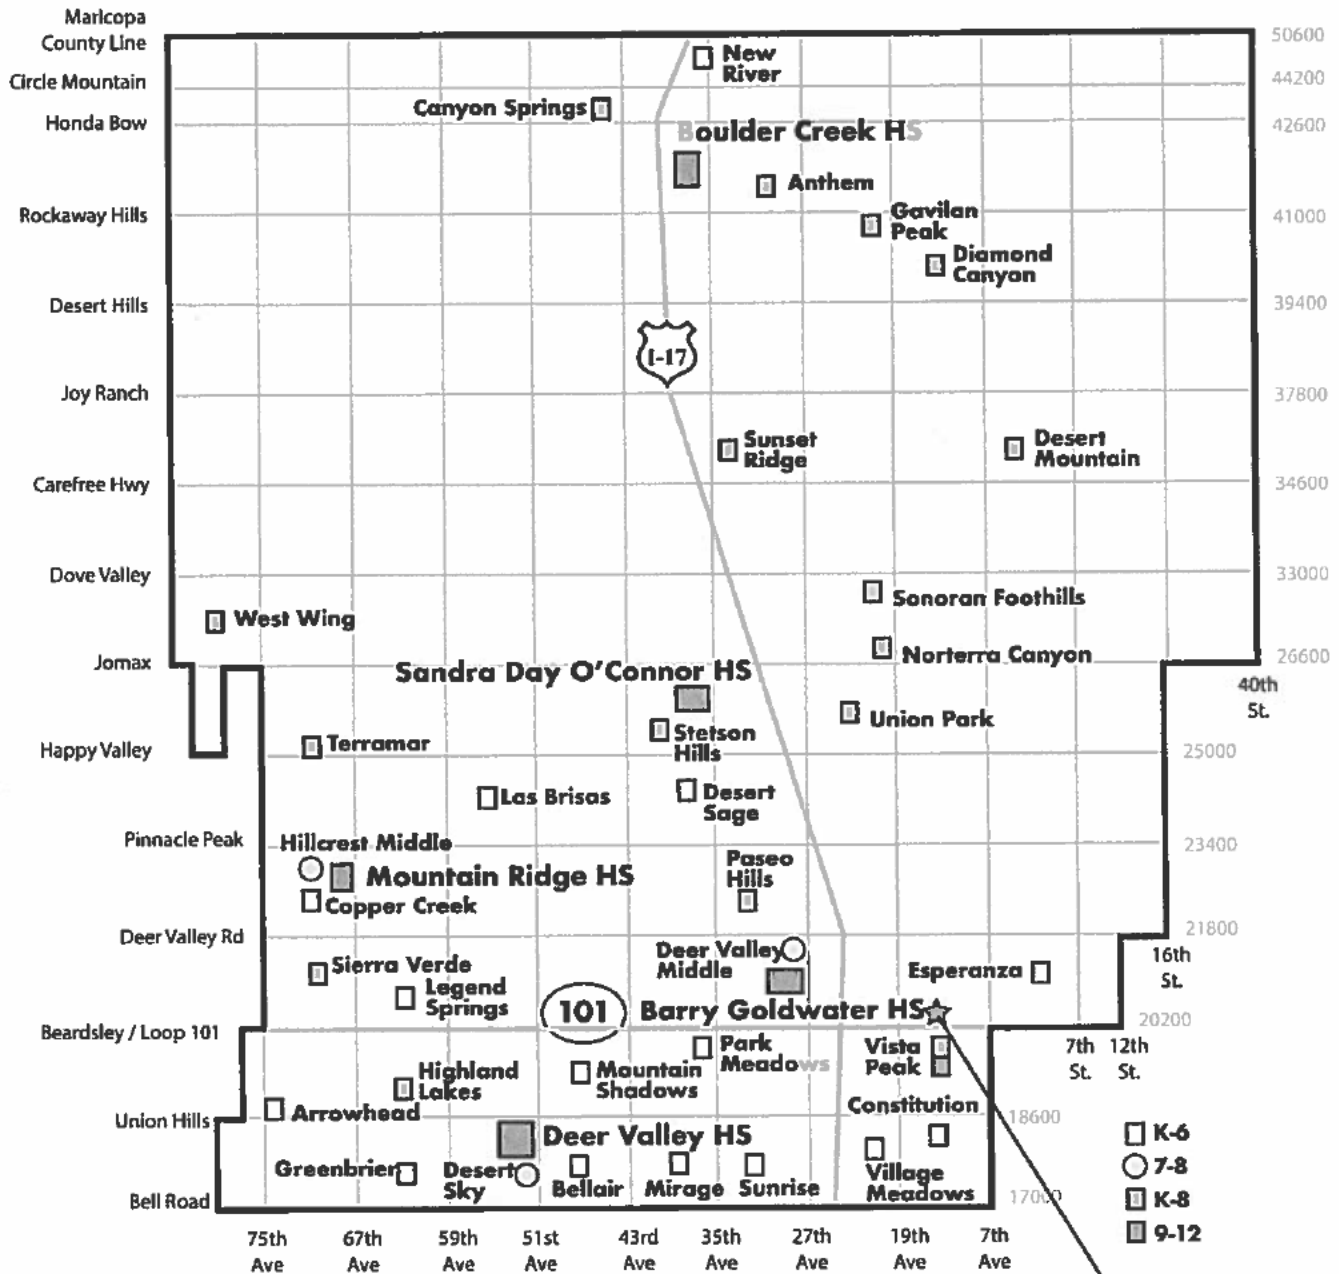 Maricopa
County Line
50600
New
River
Circle Mountain
44200
Canyon Springs
Honda Bow
42600
Boulder Creek HS
Anthem
Rockaway Hills
Gavilan
Peak
41000
Diamond
Canyon
Desert Hills
39400
I-17
Joy Ranch
37800
Sunset
Ridge
Desert
Mountain
Carefree Hwy
34600
Dove Valley
33000
Sonoran Foothills
West Wing
Norterra Canyon
Jomax
26600
Sandra Day O'Connor HS
40th
St.
Union Park
Stetson
Hills
Terramar
Happy Valley
25000
Las Brisas
Desert
Sage
Pinnacle Peak
23400
Hillcrest Middle
Paseo
Hills
Mountain Ridge HS
Copper Creek
Deer Valley Rd
21800
Deer Valley
Middle
16th
St.
Sierra Verde
Esperanza
Legend
Springs
101
Barry Goldwater HS
Beardsley / Loop 101
20200
Park
Meadows
Vista
Peak
7th
St.
12th
St.
Highland
Lakes
Mountain
Shadows
Constitution
Arrowhead
Union Hills
18600
Deer Valley HS
K-6
Greenbrier
Desert
Sky
Bellair
Mirage
Sunrise
Village
Meadows
7-8
Bell Road
17000
K-8
9-12
75th
Ave
67th
Ave
59th
Ave
51st
Ave
43rd
Ave
35th
Ave
27th
Ave
19th
Ave
7th
Ave